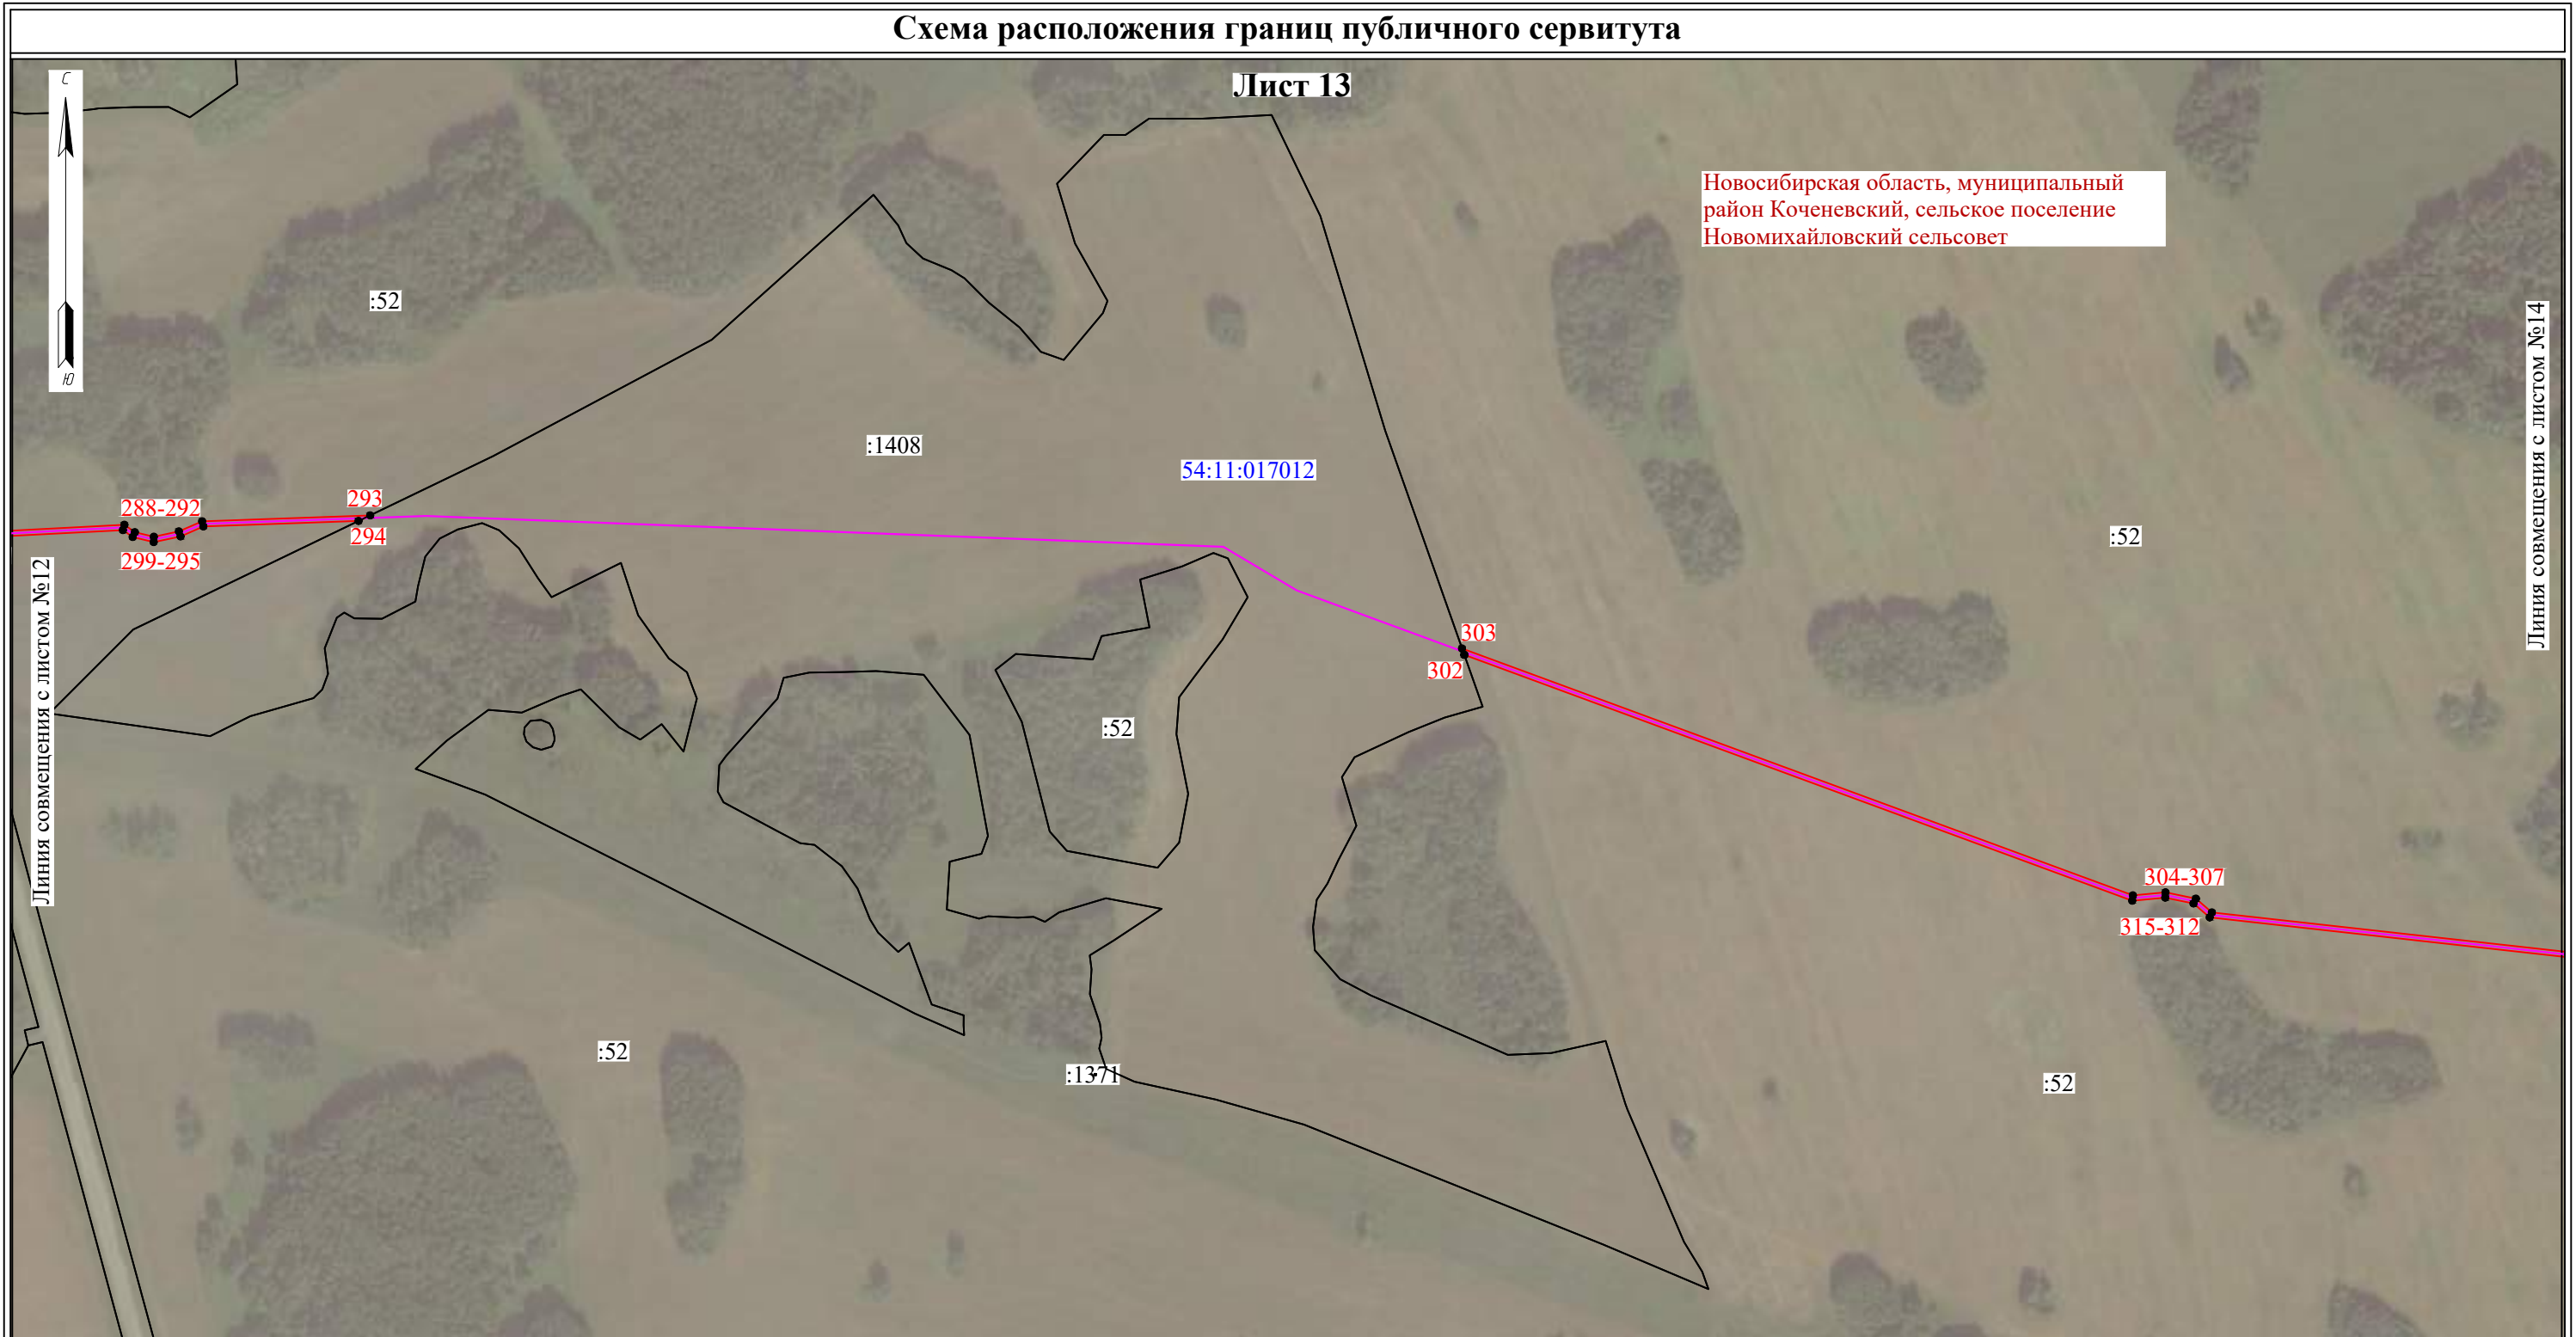 Схема расположения границ публичного сервитута
Лист 13
С
Ю
Новосибирская область, муниципальный
район Коченевский, сельское поселение
Новомихайловский сельсовет
:52
:1408
54:11:017012
288-292
293
294
299-295
:52
303
302
:52
304-307
315-312
:52
:1371
:52
Линия совмещения с листом №12
Линия совмещения с листом №14